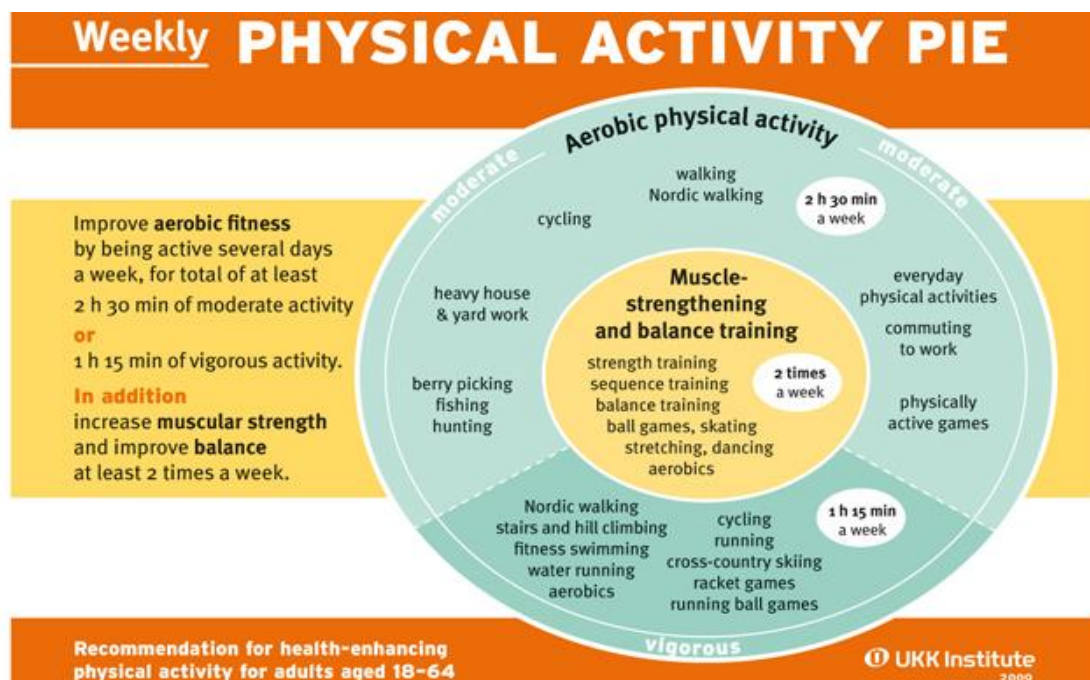 Weekly PHYSICAL ACTIVITY PIE
Improve aerobic fitness
by being active several days
a week, for total of at least
2 h 30 min of moderate activity
or
1 h 15 min of vigorous activity.
In addition
increase muscular strength
and improve balance
at least 2 times a week.
Aerobic physical activity
moderate
moderate
walking
Nordic walking
2 h 30 min
a week
cycling
heavy house
& yard work
berry picking
fishing
hunting
everyday
physical activities
commuting
to work
physically
active games
Muscle-
strengthening
and balance training
strength training
sequence training
balance training
ball games, skating
stretching, dancing
aerobics
2 times
a week
Nordic walking
stairs and hill climbing
fitness swimming
water running
aerobics
cycling
running
cross-country skiing
racket games
running ball games
1 h 15 min
a week
vigorous
Recommendation for health-enhancing
physical activity for adults aged 18–64
UKK Institute
2009